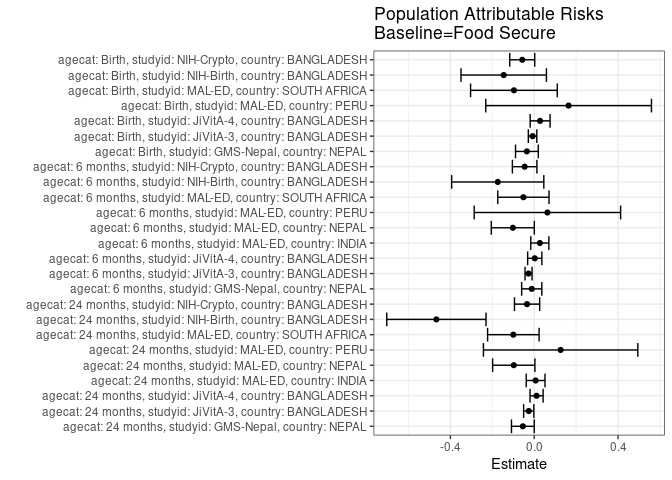 Population Attributable Risks
Baseline=Food Secure
agecat: Birth, studyid: NIH-Crypto, country: BANGLADESH
agecat: Birth, studyid: NIH-Birth, country: BANGLADESH
agecat: Birth, studyid: MAL-ED, country: SOUTH AFRICA
agecat: Birth, studyid: MAL-ED, country: PERU
agecat: Birth, studyid: JiVitA-4, country: BANGLADESH
agecat: Birth, studyid: JiVitA-3, country: BANGLADESH
agecat: Birth, studyid: GMS-Nepal, country: NEPAL
agecat: 6 months, studyid: NIH-Crypto, country: BANGLADESH
agecat: 6 months, studyid: NIH-Birth, country: BANGLADESH
agecat: 6 months, studyid: MAL-ED, country: SOUTH AFRICA
agecat: 6 months, studyid: MAL-ED, country: PERU
agecat: 6 months, studyid: MAL-ED, country: NEPAL
agecat: 6 months, studyid: MAL-ED, country: INDIA
agecat: 6 months, studyid: JiVitA-4, country: BANGLADESH
agecat: 6 months, studyid: JiVitA-3, country: BANGLADESH
agecat: 6 months, studyid: GMS-Nepal, country: NEPAL
agecat: 24 months, studyid: NIH-Crypto, country: BANGLADESH
agecat: 24 months, studyid: NIH-Birth, country: BANGLADESH
agecat: 24 months, studyid: MAL-ED, country: SOUTH AFRICA
agecat: 24 months, studyid: MAL-ED, country: PERU
agecat: 24 months, studyid: MAL-ED, country: NEPAL
agecat: 24 months, studyid: MAL-ED, country: INDIA
agecat: 24 months, studyid: JiVitA-4, country: BANGLADESH
agecat: 24 months, studyid: JiVitA-3, country: BANGLADESH
agecat: 24 months, studyid: GMS-Nepal, country: NEPAL
-0.4 0.0 0.4
Estimate